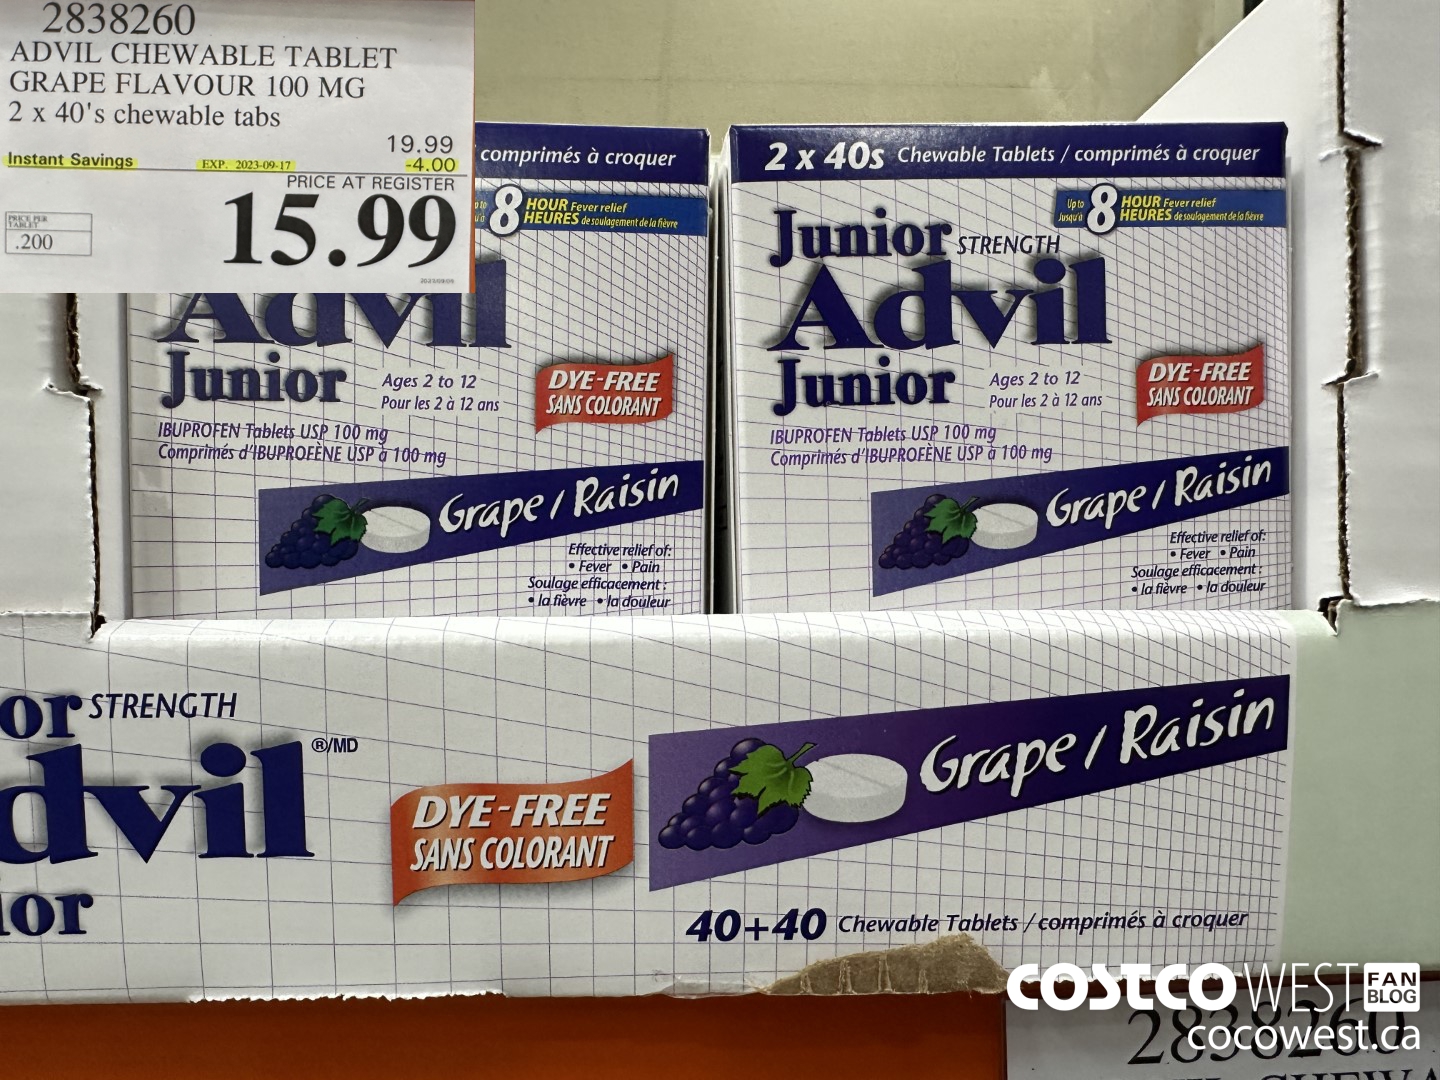 2838260
ADVIL CHEWABLE TABLET
GRAPE FLAVOUR 100 MG
2 x 40's chewable tabs
19.99
Instant Savings EXP. 2023-09-17 -4.00
PRICE AT REGISTER
15.99
PRICE PER
TABLET
.200
comprimés à croquer
8 HOUR Fever relief
HEURES de soulagement de la fièvre
Advil
Junior
Ages 2 to 12
Pour les 2 à 12 ans
DYE-FREE
SANS COLORANT
IBUPROFEN Tablets USP 100 mg
Comprimés d'IBUPROFÈNE USP à 100 mg
Grape / Raisin
Effective relief of:
• Fever • Pain
Soulage efficacement :
• la fièvre • la douleur
2 x 40s Chewable Tablets / comprimés à croquer
Up to
Jusqu'à
8 HOUR Fever relief
HEURES de soulagement de la fièvre
Junior STRENGTH
Advil
Junior
Ages 2 to 12
Pour les 2 à 12 ans
DYE-FREE
SANS COLORANT
IBUPROFEN Tablets USP 100 mg
Comprimés d'IBUPROFÈNE USP à 100 mg
Grape / Raisin
Effective relief of:
• Fever • Pain
Soulage efficacement :
• la fièvre • la douleur
or STRENGTH
dvil ®/MD
ior
DYE-FREE
SANS COLORANT
Grape / Raisin
40+40 Chewable Tablets / comprimés à croquer
COSTCO WEST FAN BLOG
cocowest.ca
2838260